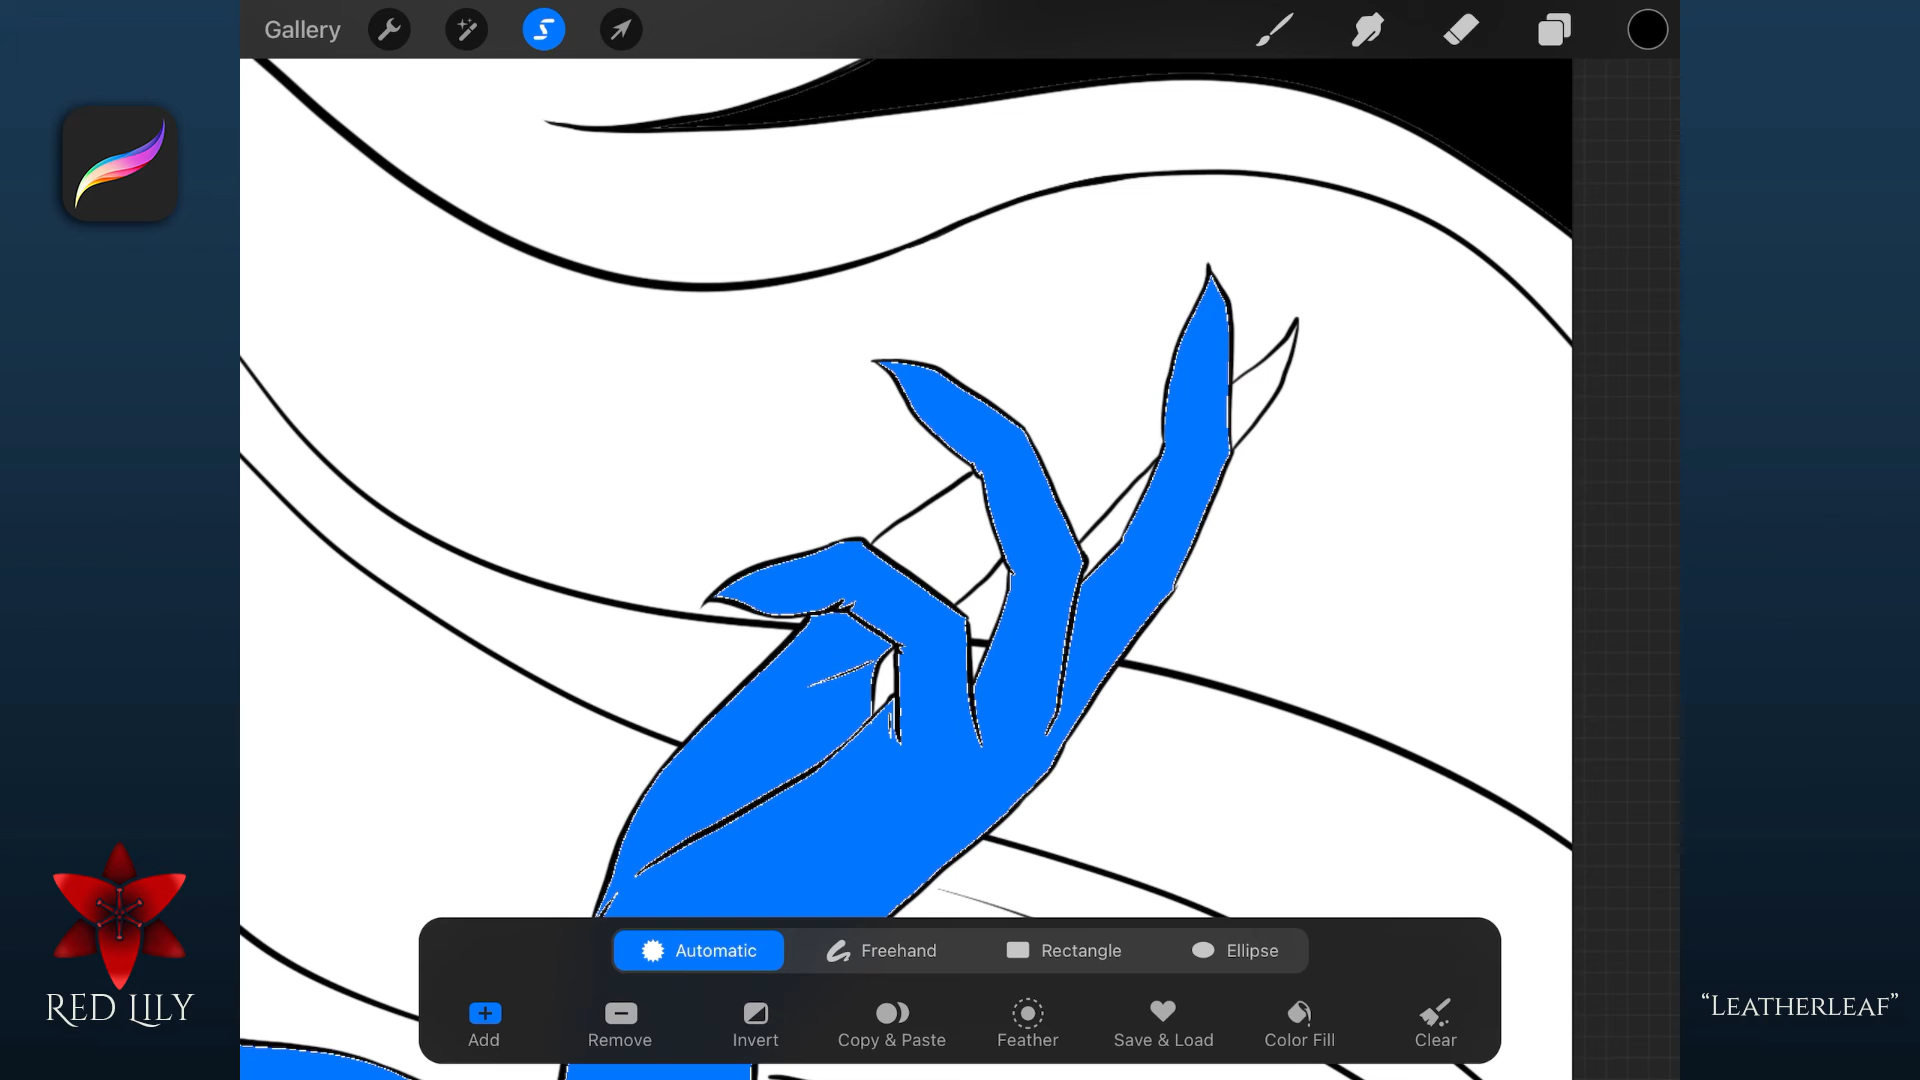 Gallery
Automatic Freehand Rectangle Ellipse
Add Remove Invert Copy & Paste Feather Save & Load Color Fill Clear
RED LILY
“LEATHERLEAF”